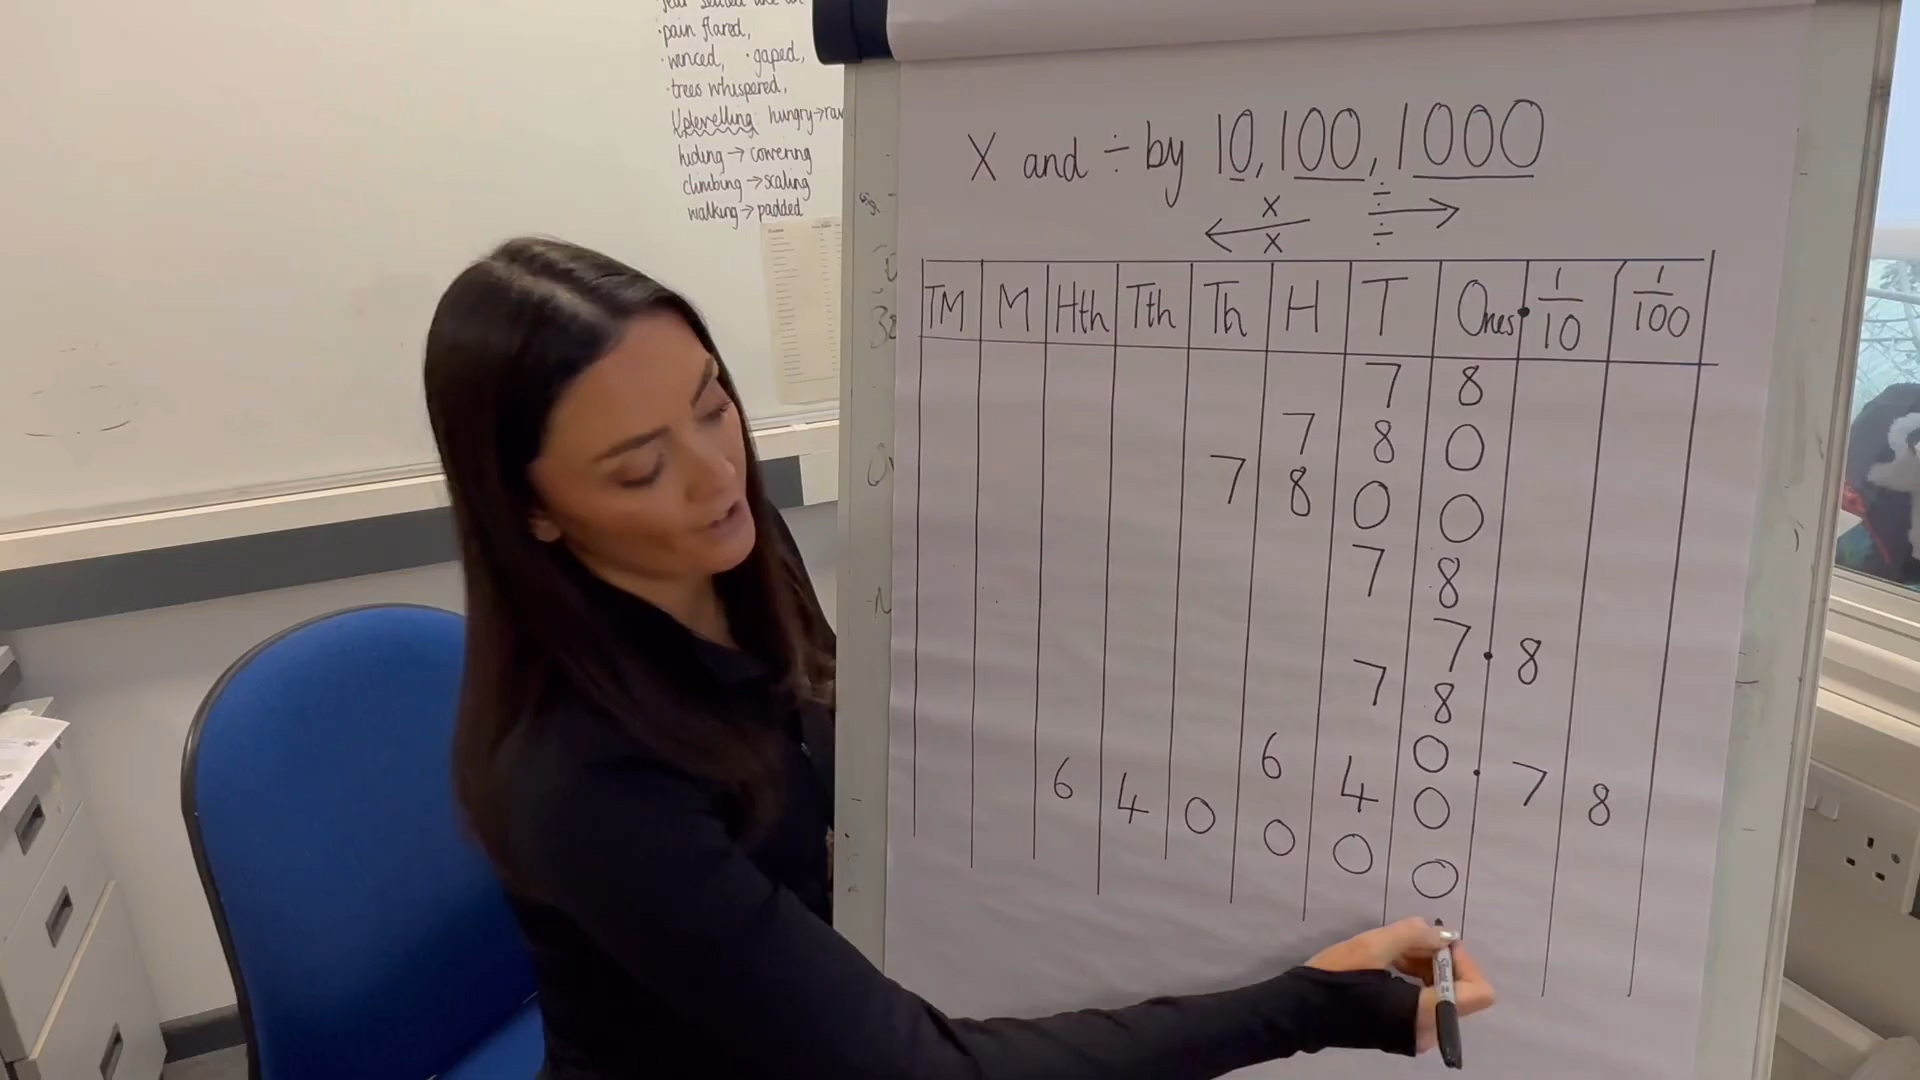 · pain flared,
· winced, · gaped,
· trees whispered,
Uplevelling: hungry→
hiding → cowering
climbing → scaling
walking → padded
X and ÷ by 10, 100, 1000
x ÷
x ÷
TM M Hth Tth Th H T Ones . 1/10 1/100
7 8
7 8 0
7 8 0 0
7 8
7 . 8
7 8
0 . 7 8
6 4 0
6 4 0 0 0 0